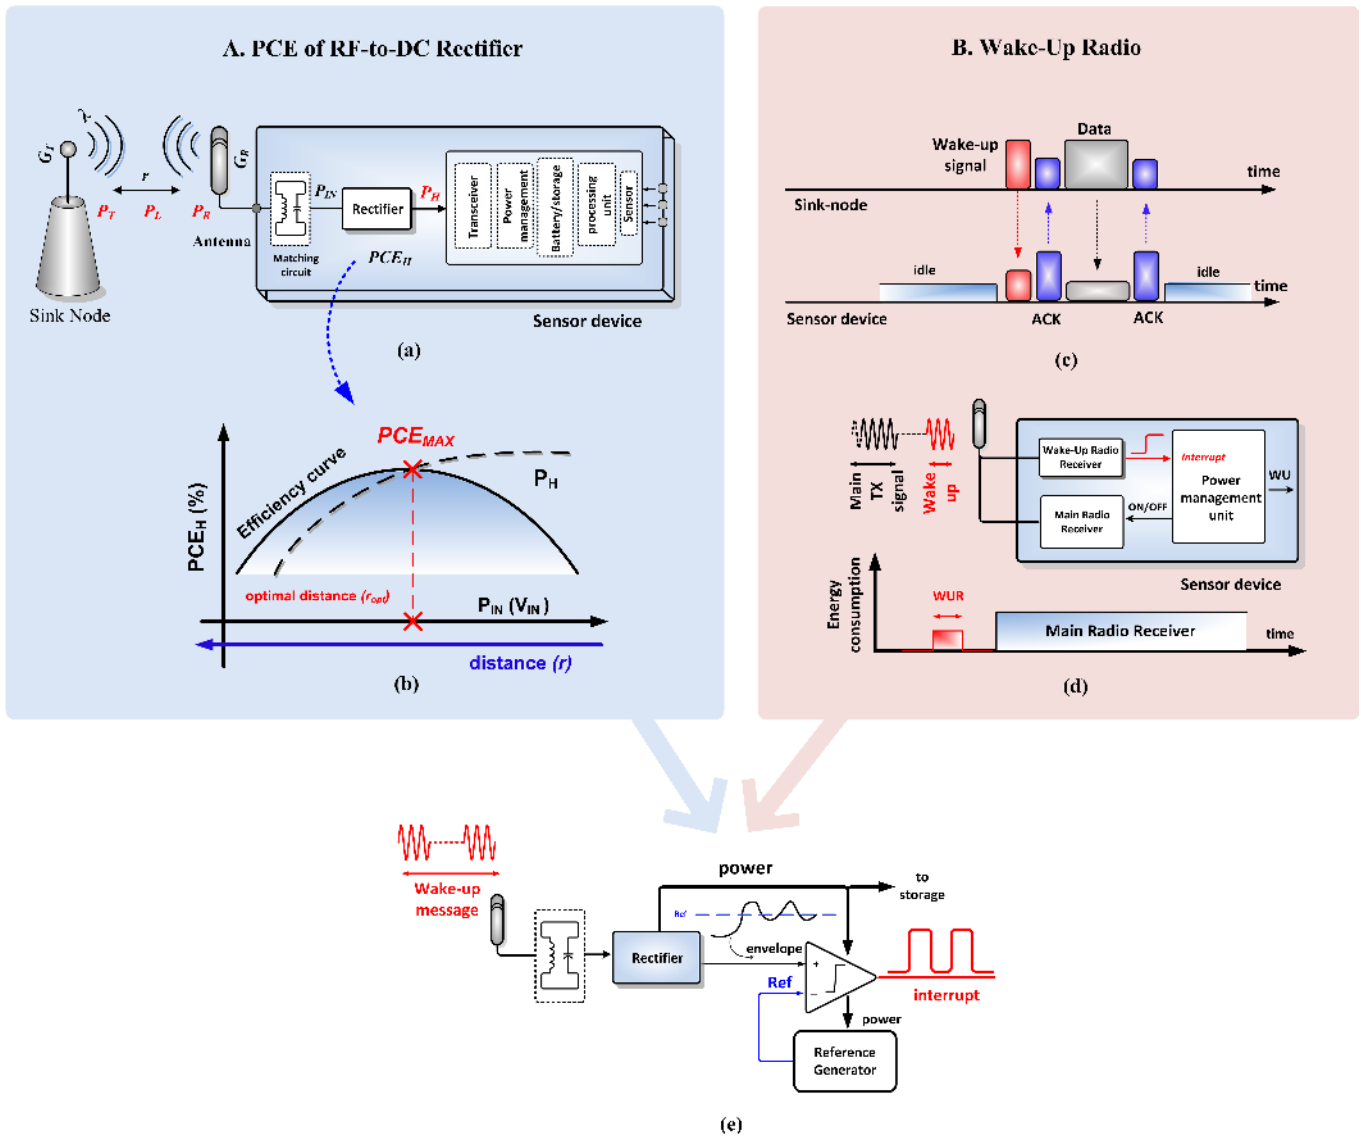 A. PCE of RF-to-DC Rectifier
λ
G_T
r
P_T
P_L
P_R
G_R
Antenna
Sink Node
Matching
circuit
P_IN
Rectifier
PCE_H
P_H
Transceiver
Power
management
Battery/storage
processing
unit
Sensor
Sensor device
(a)
PCE_H (%)
Efficiency curve
PCE_MAX
P_H
optimal distance (r_opt)
P_IN (V_IN)
distance (r)
(b)
B. Wake-Up Radio
Wake-up
signal
Data
time
Sink-node
idle
idle
time
Sensor device
ACK
ACK
(c)
Main
TX
signal
Wake
up
Wake-Up Radio
Receiver
Interrupt
Power
management
unit
WU
ON/OFF
Main Radio
Receiver
Sensor device
Energy
consumption
WUR
Main Radio Receiver
time
(d)
Wake-up
message
power
to
storage
Ref
envelope
Rectifier
+
Ref
−
interrupt
power
Reference
Generator
(e)